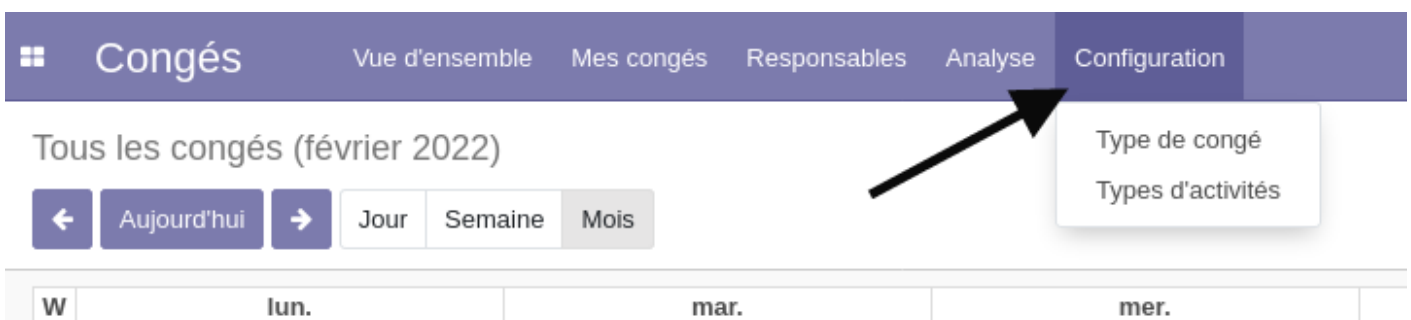 Congés Vue d'ensemble Mes congés Responsables Analyse Configuration
Type de congé
Types d'activités
Tous les congés (février 2022)
Aujourd'hui Jour Semaine Mois
W lun. mar. mer.